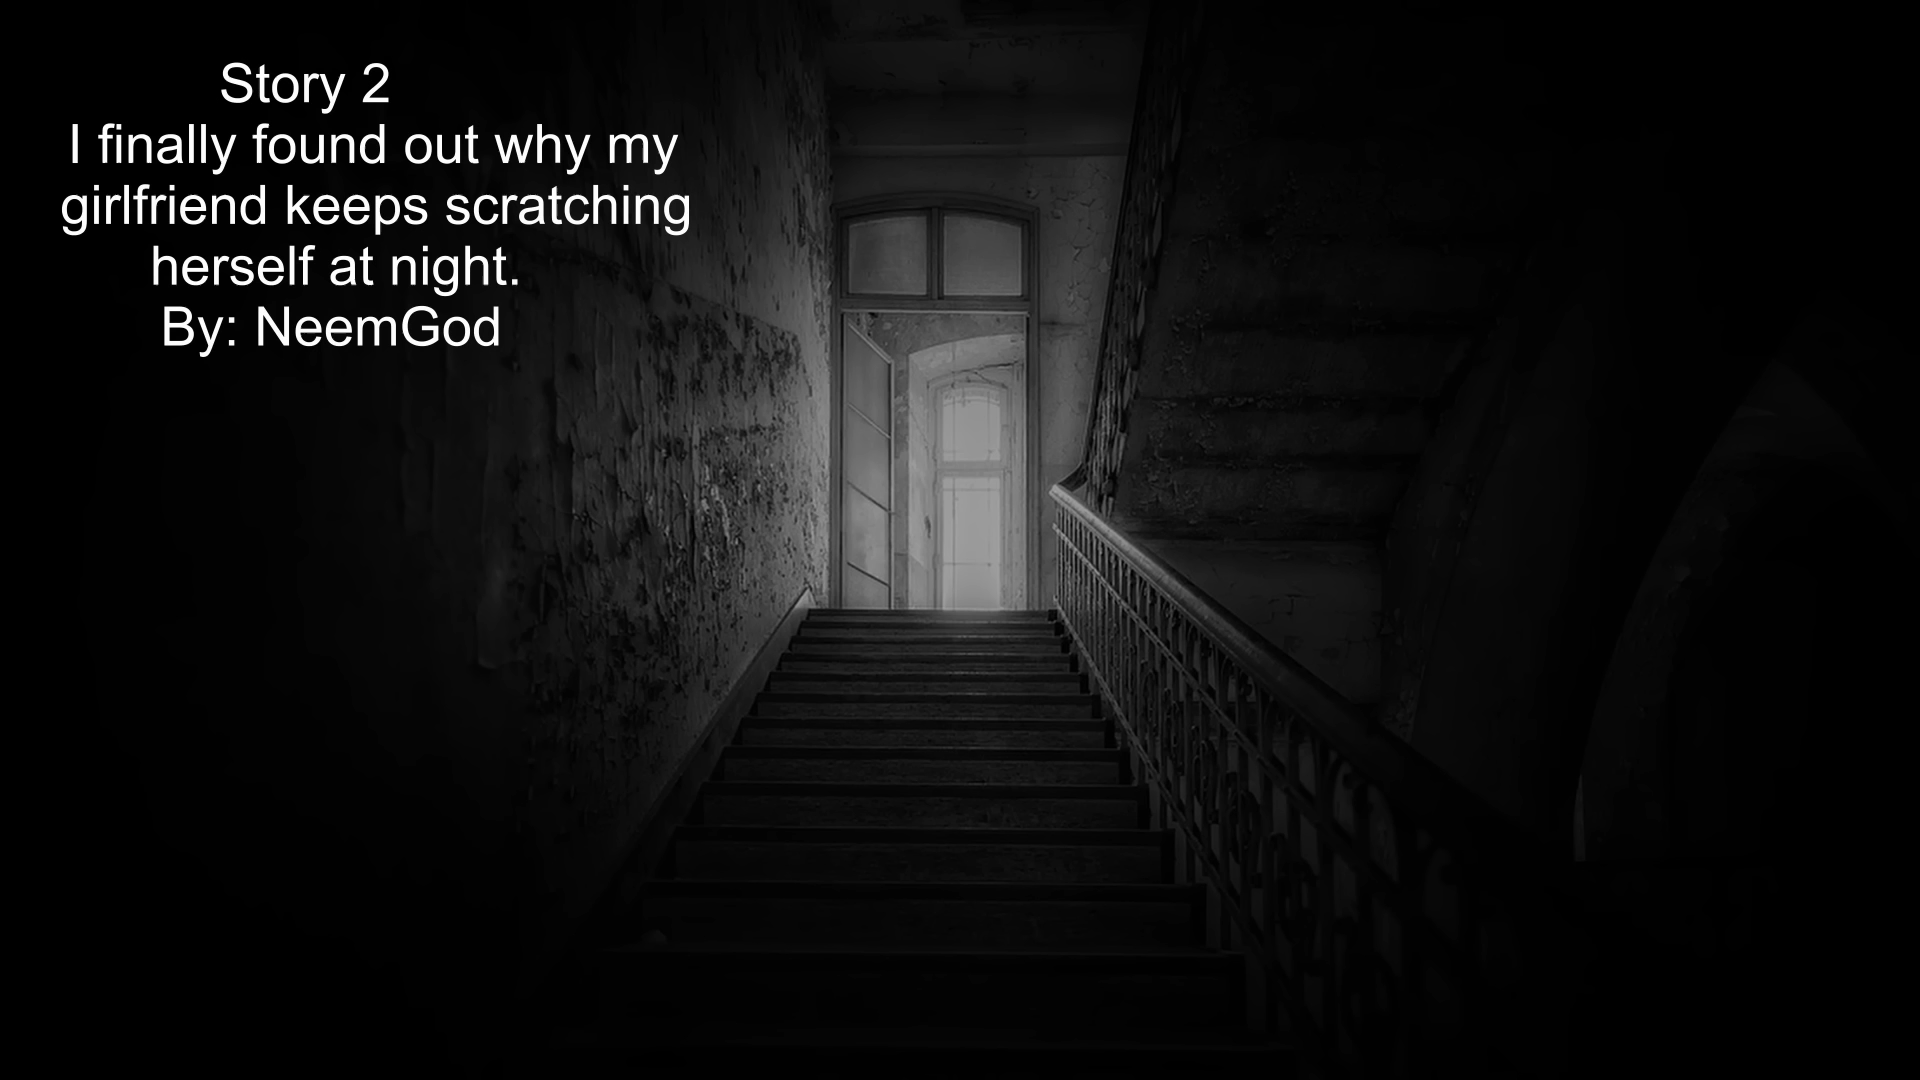 Story 2
I finally found out why my
girlfriend keeps scratching
herself at night.
By: NeemGod